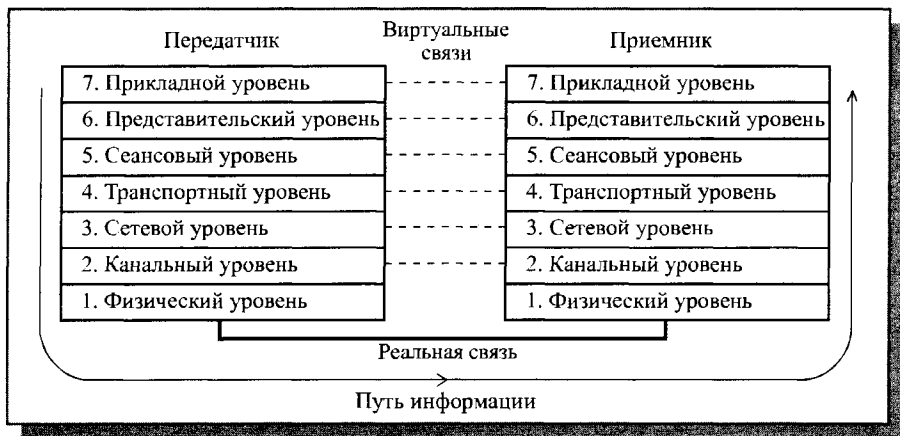 Передатчик
Виртуальные
связи
Приемник
7. Прикладной уровень
7. Прикладной уровень
6. Представительский уровень
6. Представительский уровень
5. Сеансовый уровень
5. Сеансовый уровень
4. Транспортный уровень
4. Транспортный уровень
3. Сетевой уровень
3. Сетевой уровень
2. Канальный уровень
2. Канальный уровень
1. Физический уровень
1. Физический уровень
Реальная связь
Путь информации